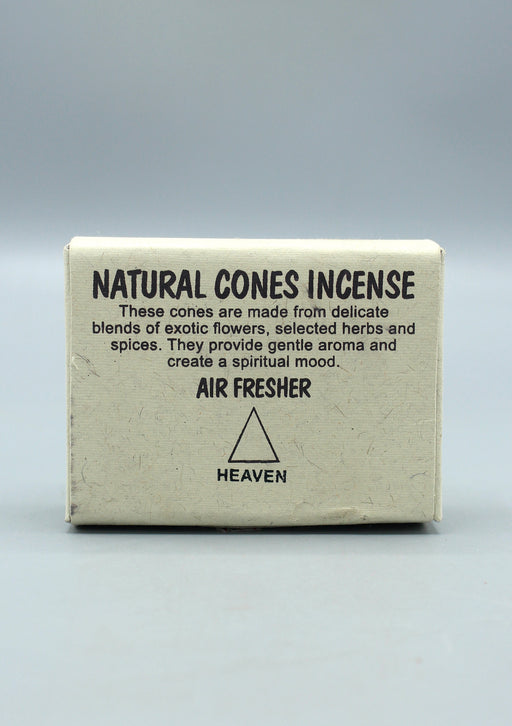 NATURAL CONES INCENSE
These cones are made from delicate
blends of exotic flowers, selected herbs and
spices. They provide gentle aroma and
create a spiritual mood.
AIR FRESHER
HEAVEN